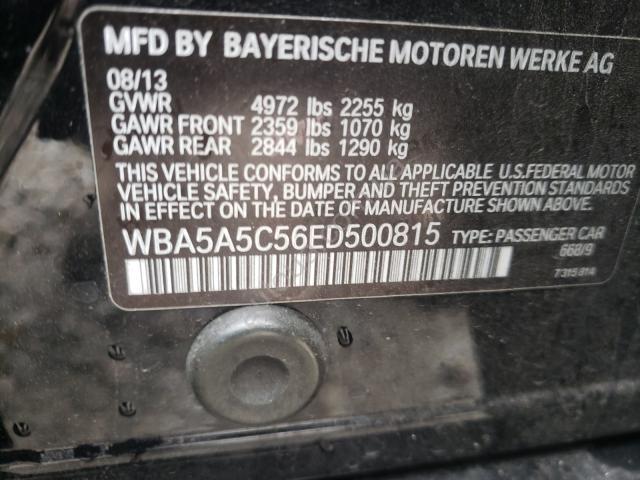 MFD BY BAYERISCHE MOTOREN WERKE AG
08/13
GVWR 4972 lbs 2255 kg
GAWR FRONT 2359 lbs 1070 kg
GAWR REAR 2844 lbs 1290 kg
THIS VEHICLE CONFORMS TO ALL APPLICABLE U.S.FEDERAL MOTOR
VEHICLE SAFETY, BUMPER AND THEFT PREVENTION STANDARDS IN
EFFECT ON THE DATE OF MANUFACTURE SHOWN ABOVE.
WBA5A5C56ED500815 TYPE: PASSENGER CAR
668/9
7315 814